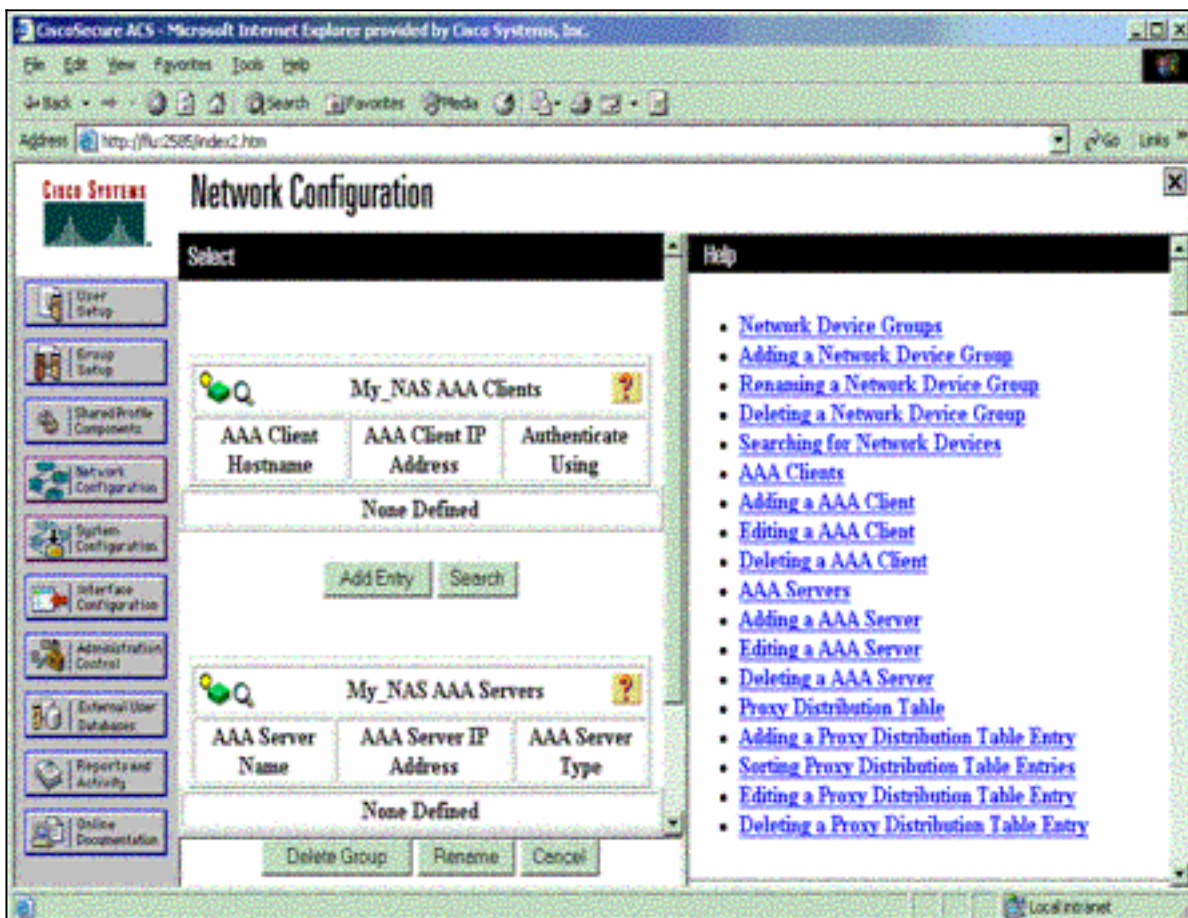 CiscoSecure ACS - Microsoft Internet Explorer provided by Cisco Systems, Inc.
File Edit View Favorites Tools Help
Back Search Favorites Media
Address http://flu:2585/index2.htm Go Links »
CISCO SYSTEMS
Network Configuration
User
Setup
Group
Setup
Shared Profile
Components
Network
Configuration
System
Configuration
Interface
Configuration
Administration
Control
External User
Databases
Reports and
Activity
Online
Documentation
Select
My_NAS AAA Clients ?
AAA Client
Hostname
AAA Client IP
Address
Authenticate
Using
None Defined
Add Entry Search
My_NAS AAA Servers ?
AAA Server
Name
AAA Server IP
Address
AAA Server
Type
None Defined
Delete Group Rename Cancel
Help
Network Device Groups
Adding a Network Device Group
Renaming a Network Device Group
Deleting a Network Device Group
Searching for Network Devices
AAA Clients
Adding a AAA Client
Editing a AAA Client
Deleting a AAA Client
AAA Servers
Adding a AAA Server
Editing a AAA Server
Deleting a AAA Server
Proxy Distribution Table
Adding a Proxy Distribution Table Entry
Sorting Proxy Distribution Table Entries
Editing a Proxy Distribution Table Entry
Deleting a Proxy Distribution Table Entry
Local intranet